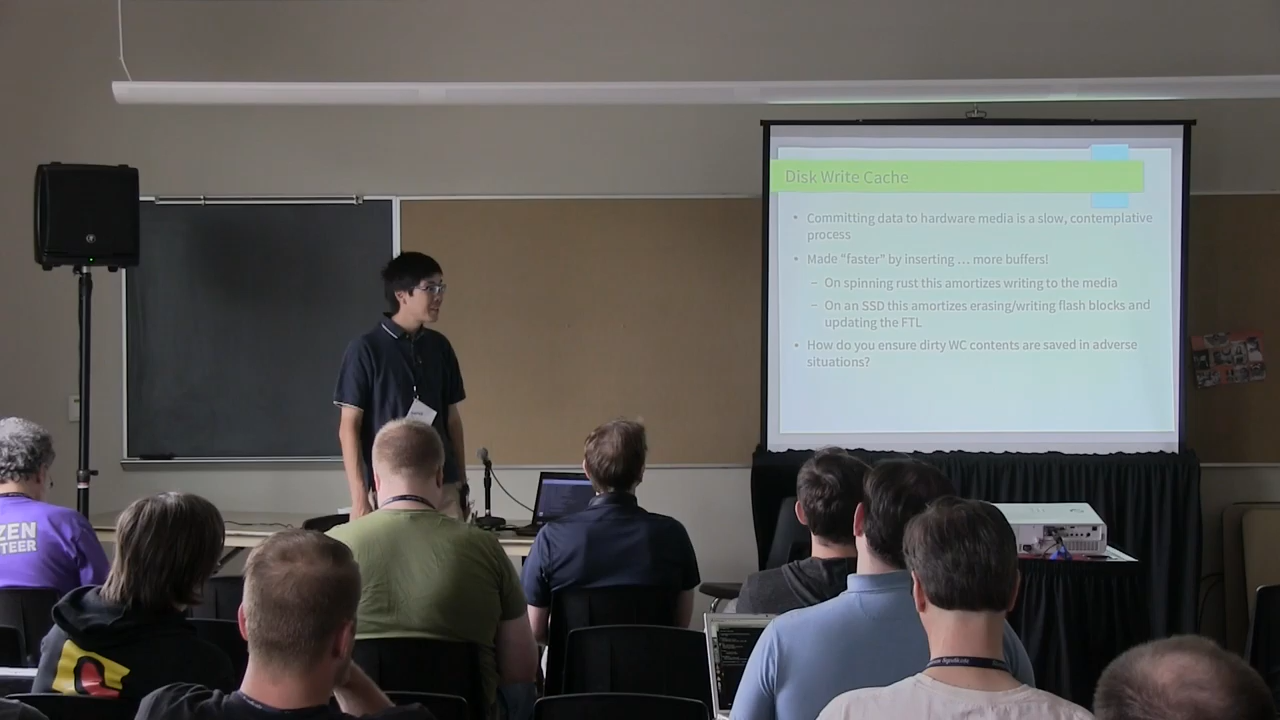 Disk Write Cache
• Committing data to hardware media is a slow, contemplative
process
• Made “faster” by inserting ... more buffers!
– On spinning rust this amortizes writing to the media
– On an SSD this amortizes erasing/writing flash blocks and
updating the FTL
• How do you ensure dirty WC contents are saved in adverse
situations?
ZEN
TEER